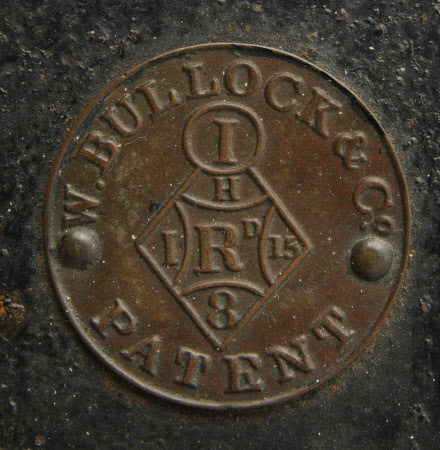 W. BULLOCK & Co.
I
H
I RD 15
8
PATENT